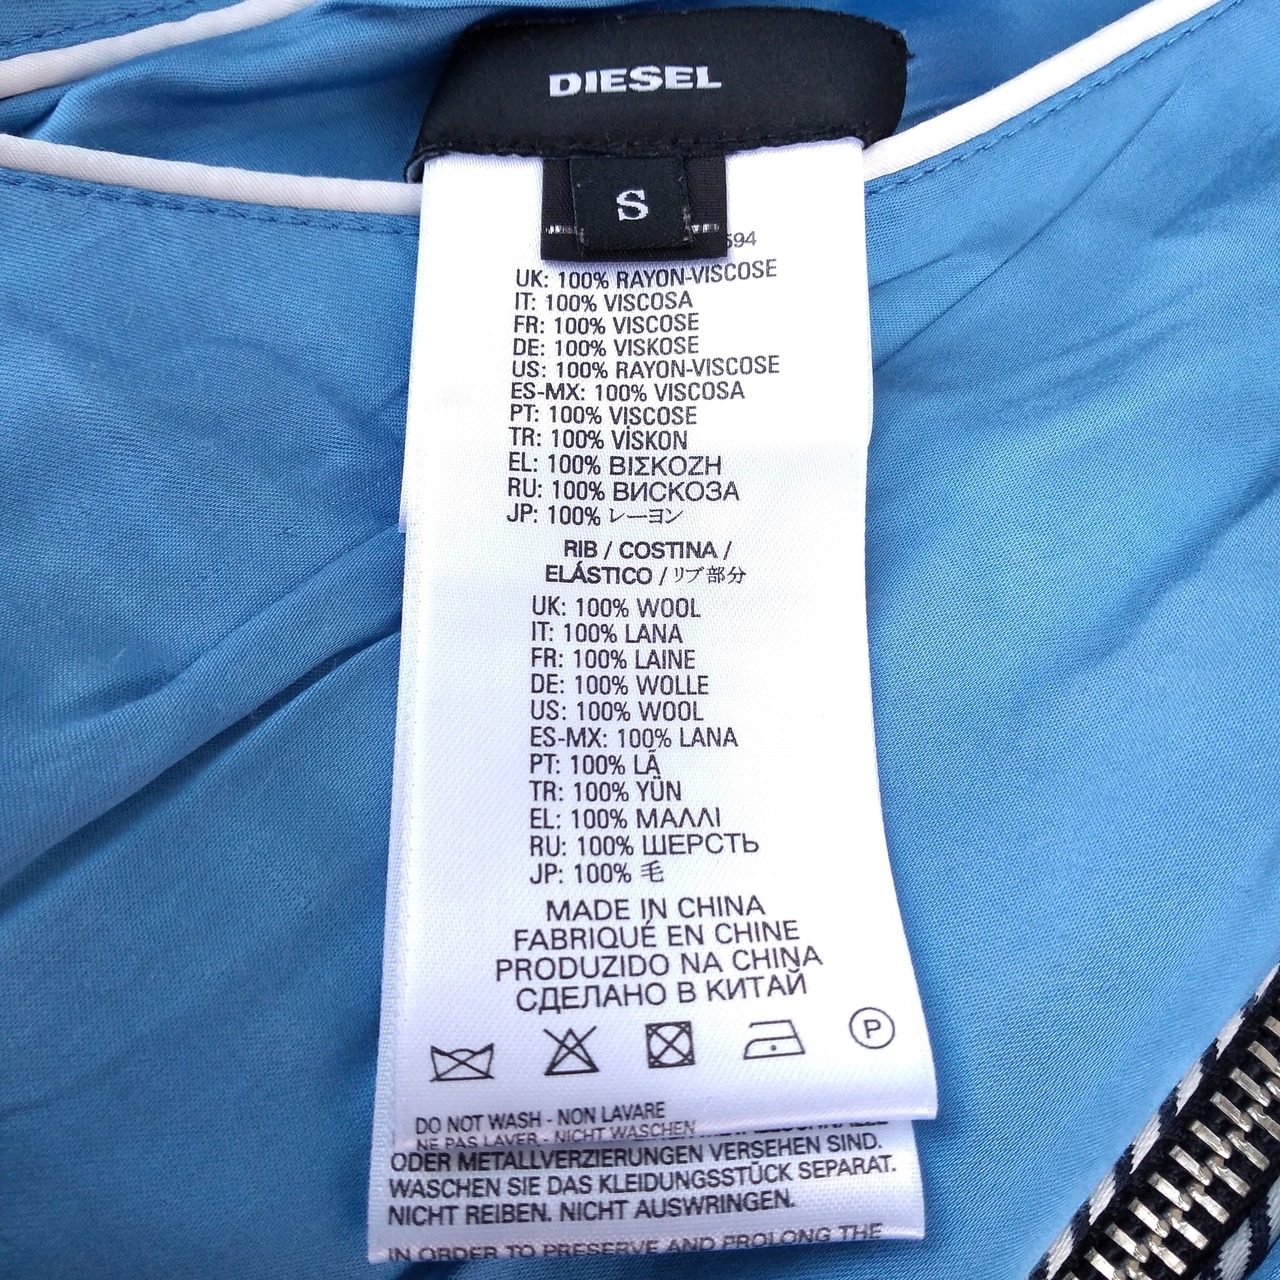 DIESEL
S
594
UK: 100% RAYON-VISCOSE
IT: 100% VISCOSA
FR: 100% VISCOSE
DE: 100% VISKOSE
US: 100% RAYON-VISCOSE
ES-MX: 100% VISCOSA
PT: 100% VISCOSE
TR: 100% VİSKON
EL: 100% ΒΙΣΚΟΖΗ
RU: 100% ВИСКОЗА
JP: 100% レーヨン
RIB / COSTINA /
ELÁSTICO / リブ部分
UK: 100% WOOL
IT: 100% LANA
FR: 100% LAINE
DE: 100% WOLLE
US: 100% WOOL
ES-MX: 100% LANA
PT: 100% LÃ
TR: 100% YÜN
EL: 100% ΜΑΛΛΙ
RU: 100% ШЕРСТЬ
JP: 100% 毛
MADE IN CHINA
FABRIQUÉ EN CHINE
PRODUZIDO NA CHINA
СДЕЛАНО В КИТАЙ
P
DO NOT WASH - NON LAVARE
NE PAS LAVER - NICHT WASCHEN
ODER METALLVERZIERUNGEN VERSEHEN SIND.
WASCHEN SIE DAS KLEIDUNGSSTÜCK SEPARAT.
NICHT REIBEN. NICHT AUSWRINGEN.
IN ORDER TO PRESERVE AND PROLONG THE